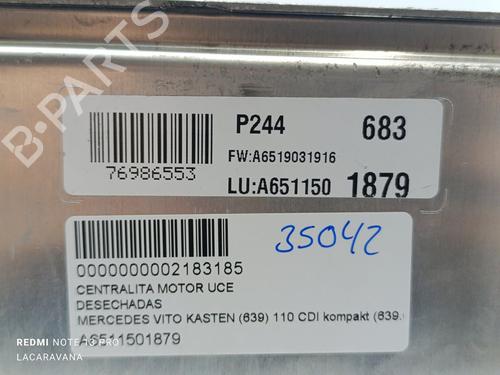 P244 683
FW:A6519031916
76986553
LU:A651150 1879
35042
0000000002183185
CENTRALITA MOTOR UCE
DESECHADAS
MERCEDES VITO KASTEN (639) 110 CDI kompakt (639.
A6511501879
B-PARTS
REDMI NOTE 13 PRO
LACARAVANA